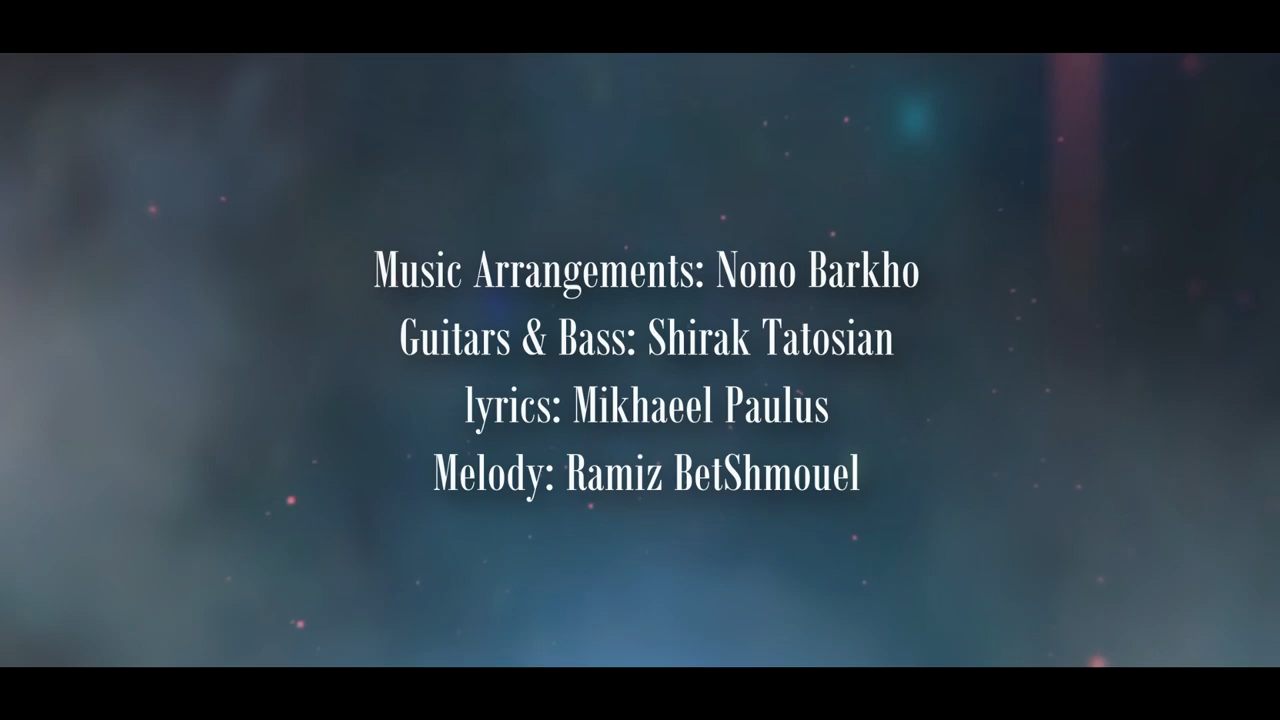 Music Arrangements: Nono Barkho
Guitars & Bass: Shirak Tatosian
lyrics: Mikhaeel Paulus
Melody: Ramiz BetShmouel